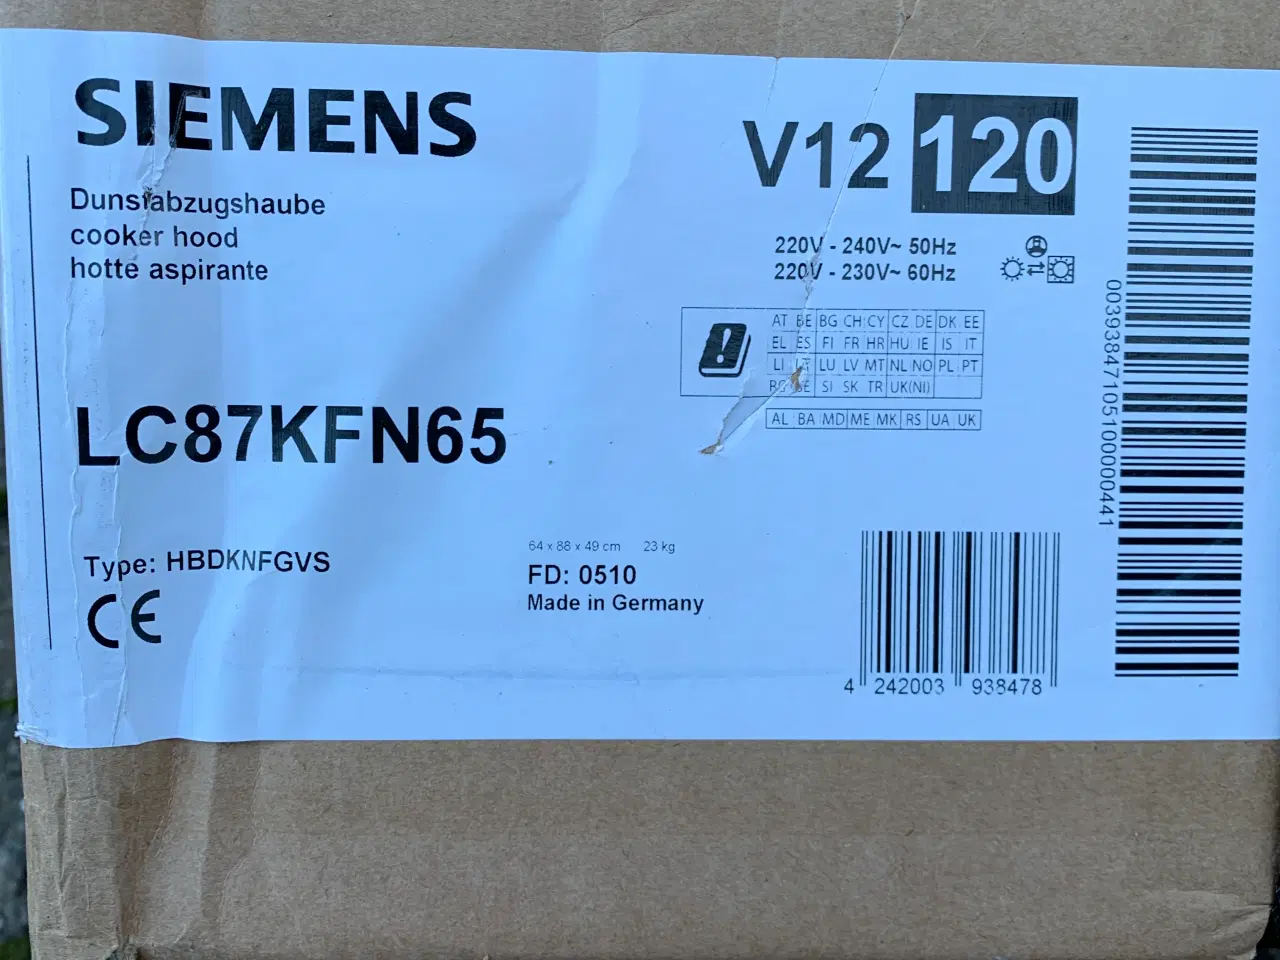 SIEMENS
Dunstabzugshaube
cooker hood
hotte aspirante
V12 120
220V - 240V~ 50Hz
220V - 230V~ 60Hz
AT BE BG CH CY CZ DE DK EE
EL ES FI FR HR HU IE IS IT
LI LT LU LV MT NL NO PL PT
RO SE SI SK TR UK(NI)
AL BA MD ME MK RS UA UK
LC87KFN65
Type: HBDKNFGVS
CE
64 x 88 x 49 cm 23 kg
FD: 0510
Made in Germany
4 242003 938478
003938471051000000441